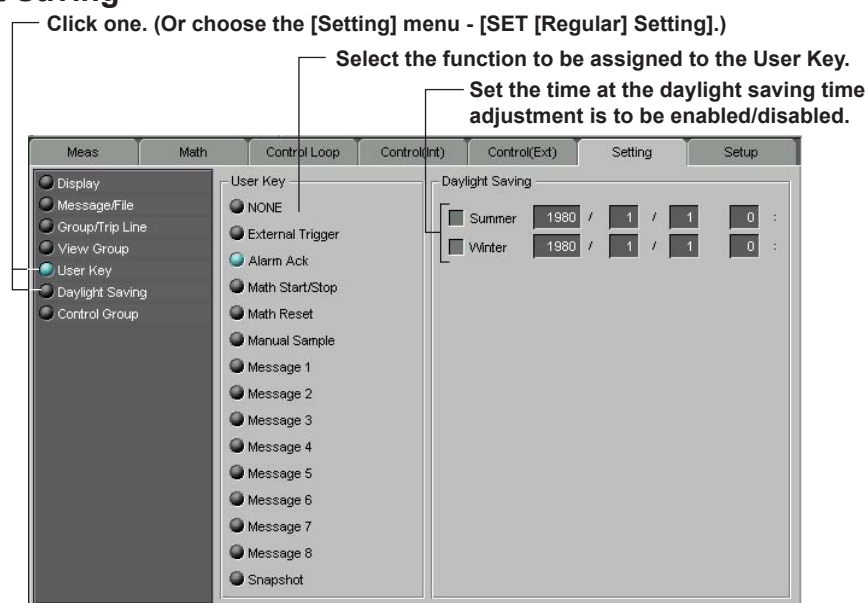 Click one. (Or choose the [Setting] menu - [SET [Regular] Setting].)
Select the function to be assigned to the User Key.
Set the time at the daylight saving time
adjustment is to be enabled/disabled.
Meas Math Control Loop Control(Int) Control(Ext) Setting Setup
Display
Message/File
Group/Trip Line
View Group
User Key
Daylight Saving
Control Group
User Key
NONE
External Trigger
Alarm Ack
Math Start/Stop
Math Reset
Manual Sample
Message 1
Message 2
Message 3
Message 4
Message 5
Message 6
Message 7
Message 8
Snapshot
Daylight Saving
Summer 1980 / 1 / 1 0 :
Winter 1980 / 1 / 1 0 :